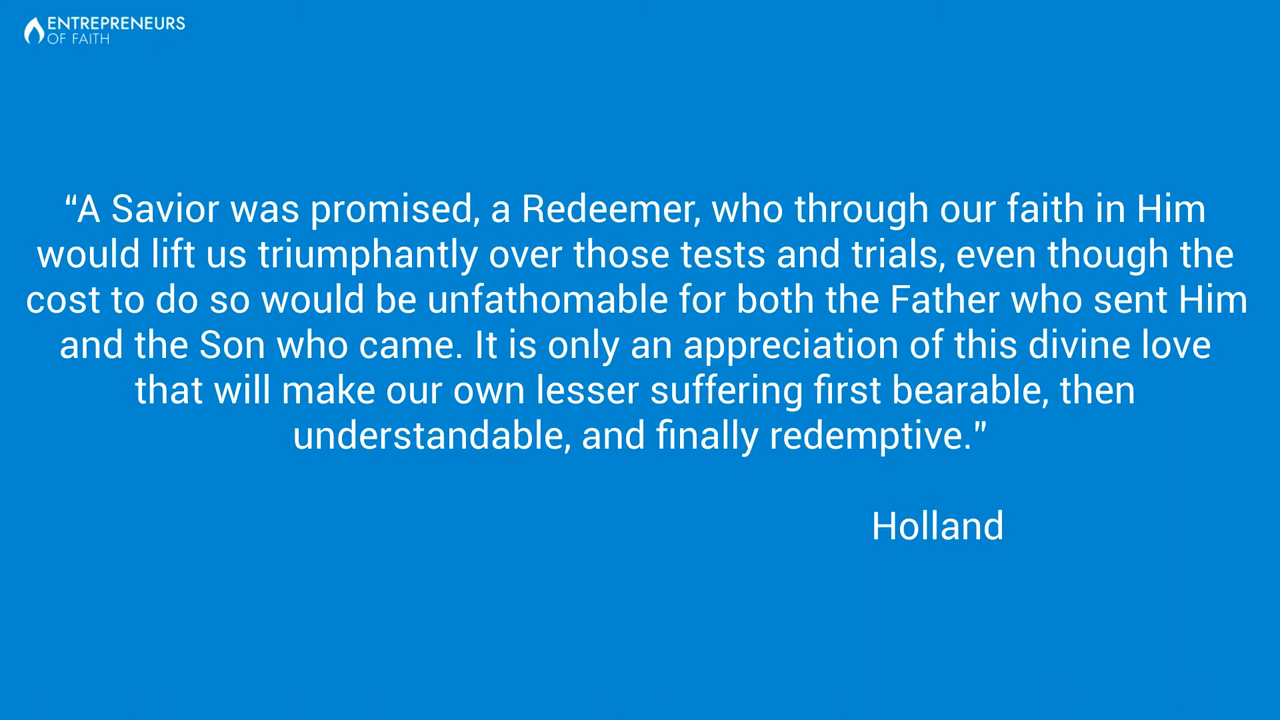 ENTREPRENEURS
OF FAITH
“A Savior was promised, a Redeemer, who through our faith in Him
would lift us triumphantly over those tests and trials, even though the
cost to do so would be unfathomable for both the Father who sent Him
and the Son who came. It is only an appreciation of this divine love
that will make our own lesser suffering first bearable, then
understandable, and finally redemptive.”
Holland